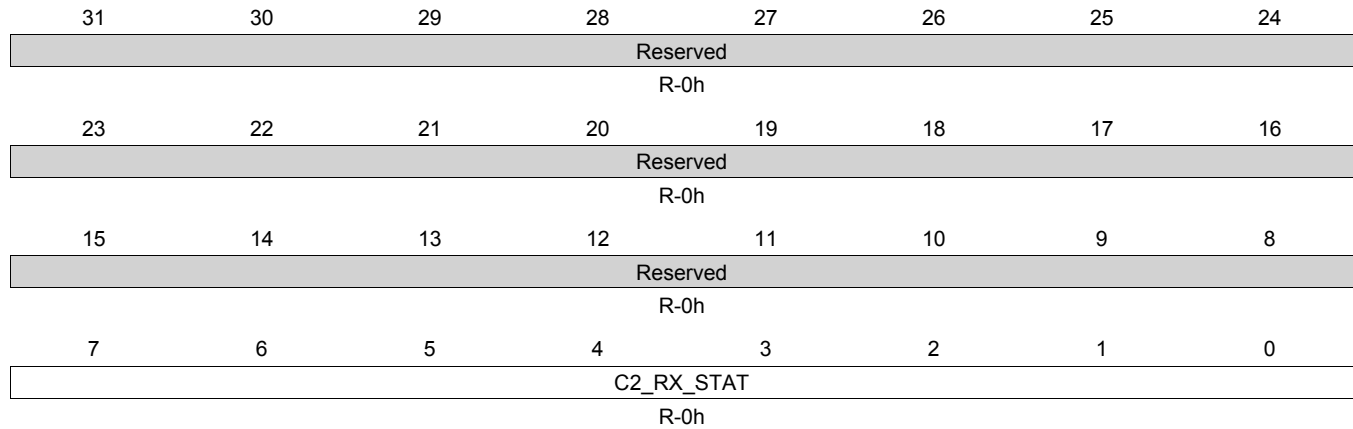 31 30 29 28 27 26 25 24
Reserved
R-0h
23 22 21 20 19 18 17 16
Reserved
R-0h
15 14 13 12 11 10 9 8
Reserved
R-0h
7 6 5 4 3 2 1 0
C2_RX_STAT
R-0h